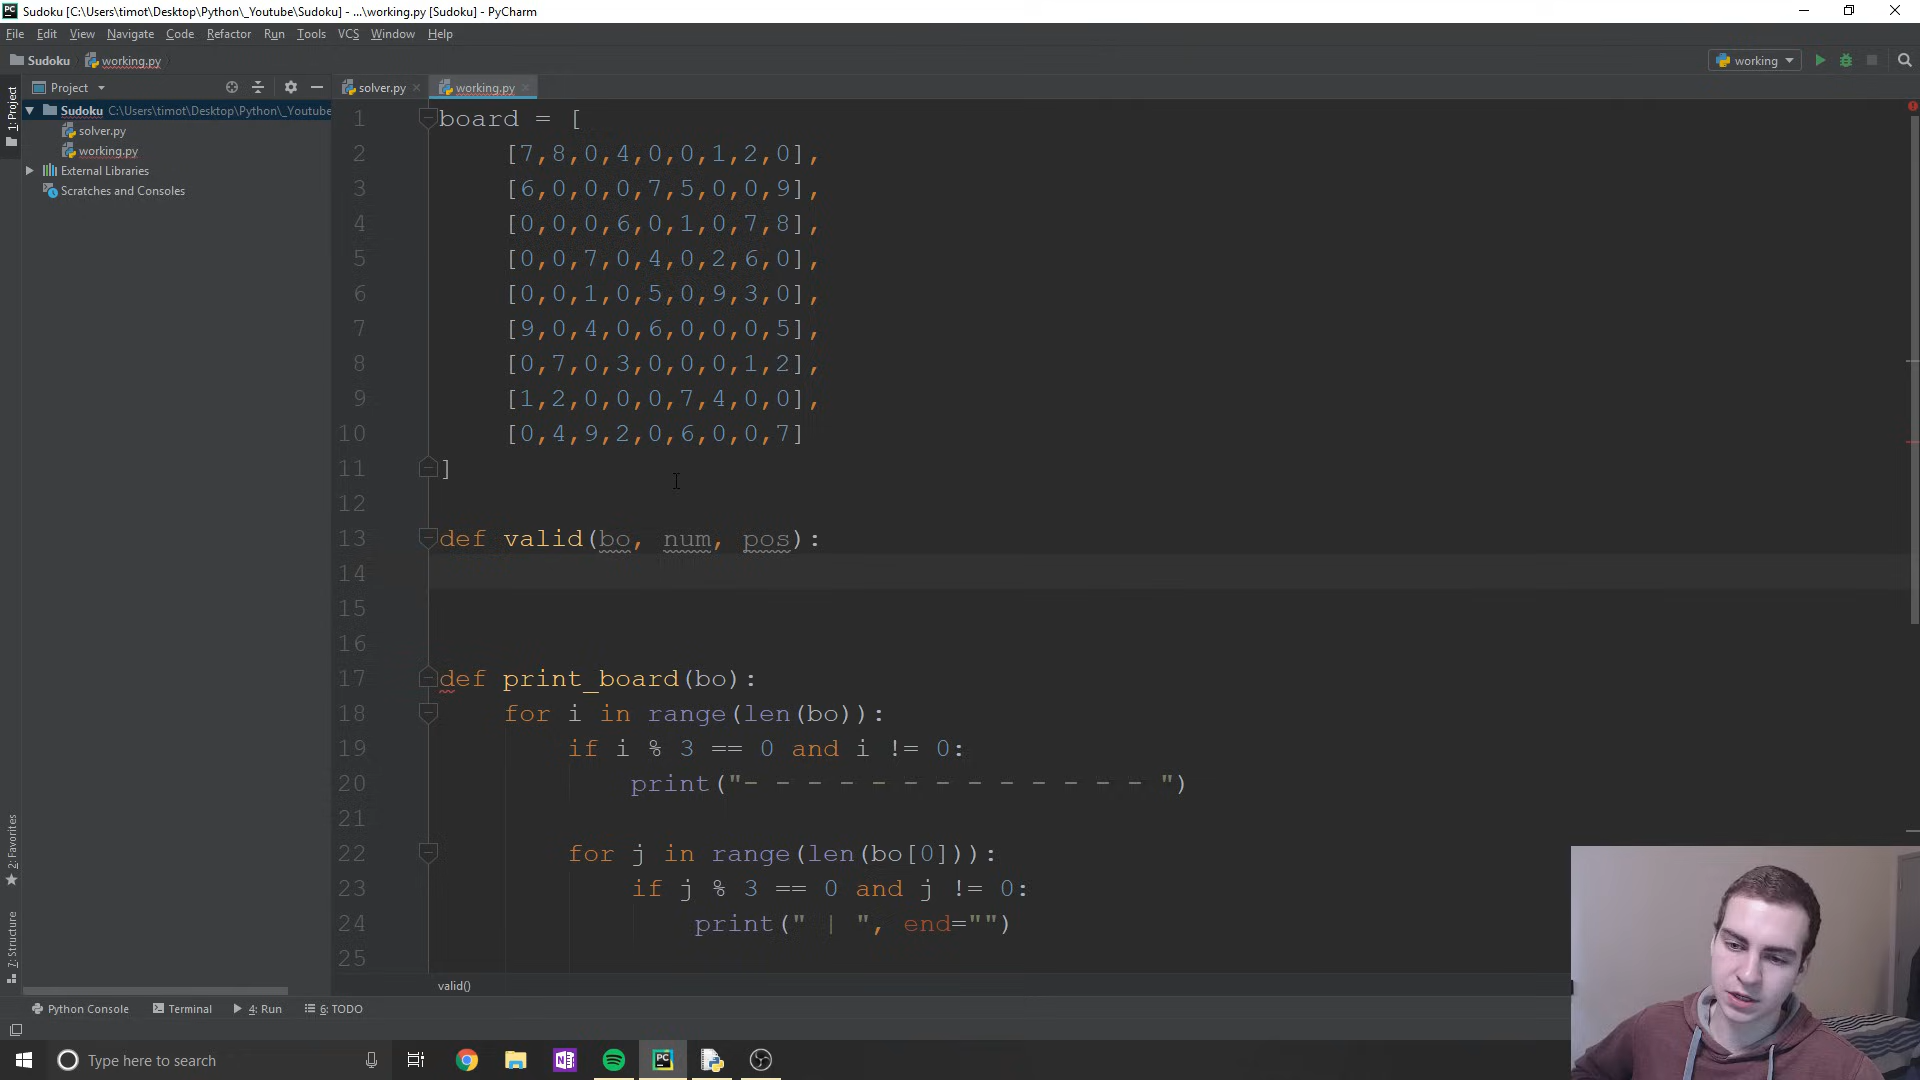 Sudoku [C:\Users\timot\Desktop\Python\_Youtube\Sudoku] - ...\working.py [Sudoku] - PyCharm
File Edit View Navigate Code Refactor Run Tools VCS Window Help
Sudoku working.py working
Project solver.py working.py
1: Project
Sudoku C:\Users\timot\Desktop\Python\_Youtube
solver.py
working.py
External Libraries
Scratches and Consoles
1 board = [
2 [7,8,0,4,0,0,1,2,0],
3 [6,0,0,0,7,5,0,0,9],
4 [0,0,0,6,0,1,0,7,8],
5 [0,0,7,0,4,0,2,6,0],
6 [0,0,1,0,5,0,9,3,0],
7 [9,0,4,0,6,0,0,0,5],
8 [0,7,0,3,0,0,0,1,2],
9 [1,2,0,0,0,7,4,0,0],
10 [0,4,9,2,0,6,0,0,7]
11 ]
12
13 def valid(bo, num, pos):
14
15
16
17 def print_board(bo):
18 for i in range(len(bo)):
19 if i % 3 == 0 and i != 0:
20 print("- - - - - - - - - - - - - ")
21
22 for j in range(len(bo[0])):
23 if j % 3 == 0 and j != 0:
24 print(" | ", end="")
25
2: Favorites
7: Structure
valid()
Python Console Terminal 4: Run 6: TODO
Type here to search